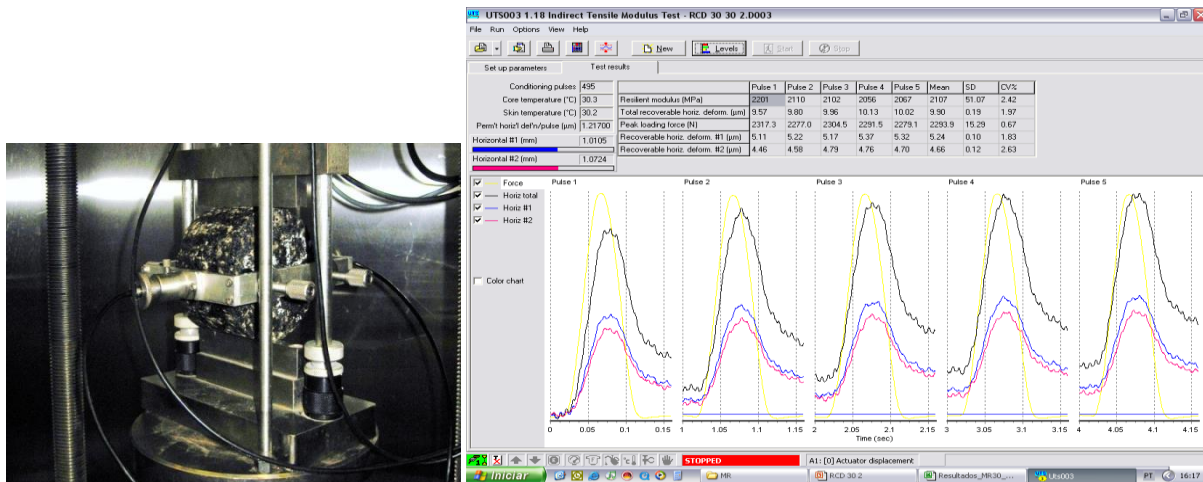 UTS003 1.18 Indirect Tensile Modulus Test - RCD 30 30 2.D003
File Run Options View Help
New Levels Start Stop
Set up parameters Test results
Conditioning pulses 495
Core temperature (°C) 30.3
Skin temperature (°C) 30.2
Perm't horiz'l def'n/pulse (µm) 1.21700
Horizontal #1 (mm) 1.0105
Horizontal #2 (mm) 1.0724
Pulse 1 Pulse 2 Pulse 3 Pulse 4 Pulse 5 Mean SD CV%
Resilient modulus (MPa) 2201 2110 2102 2056 2067 2107 51.07 2.42
Total recoverable horiz. deform. (µm) 9.57 9.80 9.96 10.13 10.02 9.90 0.19 1.97
Peak loading force (N) 2317.3 2277.0 2304.5 2291.5 2279.1 2293.9 15.29 0.67
Recoverable horiz. deform. #1 (µm) 5.11 5.22 5.17 5.37 5.32 5.24 0.10 1.83
Recoverable horiz. deform. #2 (µm) 4.46 4.58 4.79 4.76 4.70 4.66 0.12 2.63
Force
Horiz total
Horiz #1
Horiz #2
Color chart
Pulse 1 Pulse 2 Pulse 3 Pulse 4 Pulse 5
0 0.05 0.1 0.15 1 1.05 1.1 1.15 2 2.05 2.1 2.15 3 3.05 3.1 3.15 4 4.05 4.1 4.15
Time (sec)
STOPPED A1: [0] Actuator displacement
Iniciar MR RCD 30 2 Resultados_MR30_... Uts003 PT 16:17